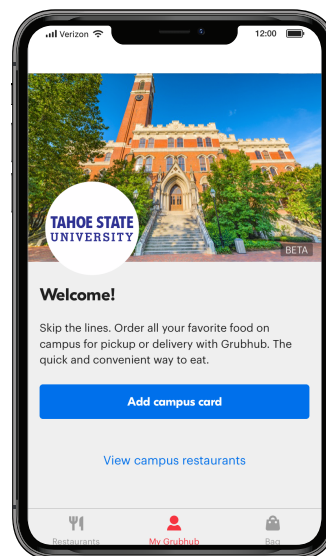 Verizon
12:00
TAHOE STATE
UNIVERSITY
BETA
Welcome!
Skip the lines. Order all your favorite food on
campus for pickup or delivery with Grubhub. The
quick and convenient way to eat.
Add campus card
View campus restaurants
Restaurants
My Grubhub
Bag